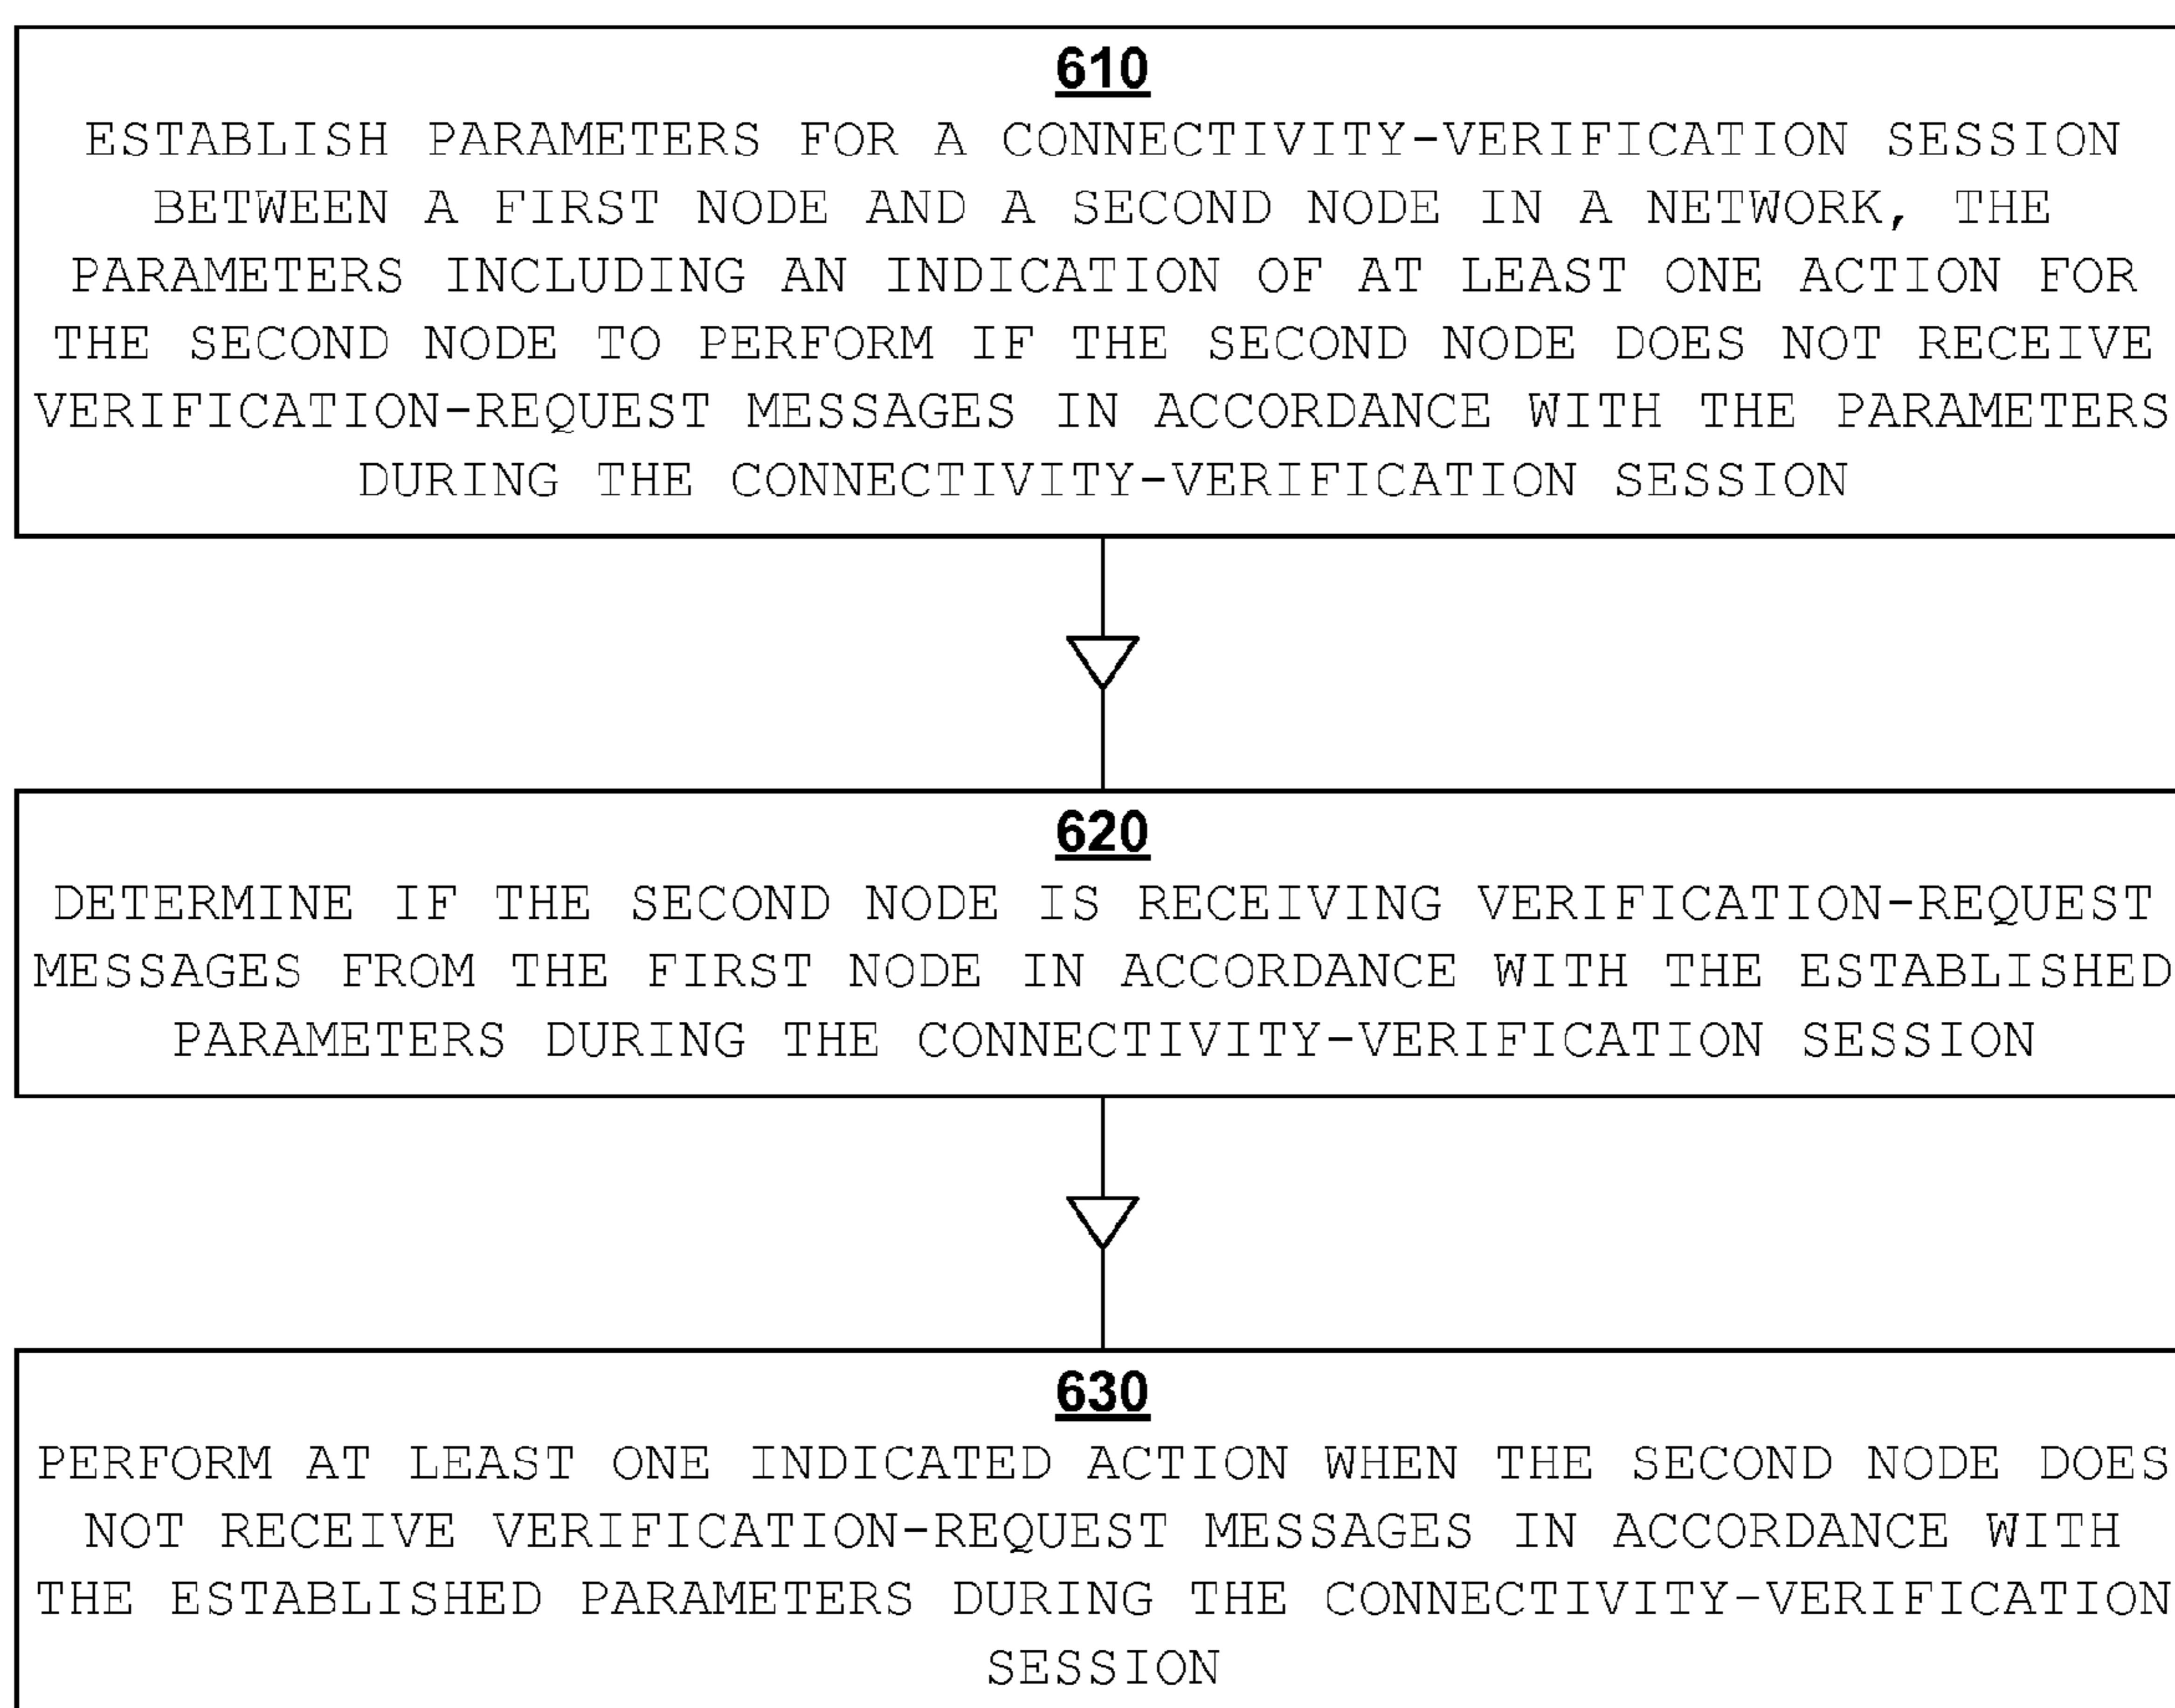 610
ESTABLISH PARAMETERS FOR A CONNECTIVITY-VERIFICATION SESSION
BETWEEN A FIRST NODE AND A SECOND NODE IN A NETWORK, THE
PARAMETERS INCLUDING AN INDICATION OF AT LEAST ONE ACTION FOR
THE SECOND NODE TO PERFORM IF THE SECOND NODE DOES NOT RECEIVE
VERIFICATION-REQUEST MESSAGES IN ACCORDANCE WITH THE PARAMETERS
DURING THE CONNECTIVITY-VERIFICATION SESSION
620
DETERMINE IF THE SECOND NODE IS RECEIVING VERIFICATION-REQUEST
MESSAGES FROM THE FIRST NODE IN ACCORDANCE WITH THE ESTABLISHED
PARAMETERS DURING THE CONNECTIVITY-VERIFICATION SESSION
630
PERFORM AT LEAST ONE INDICATED ACTION WHEN THE SECOND NODE DOES
NOT RECEIVE VERIFICATION-REQUEST MESSAGES IN ACCORDANCE WITH
THE ESTABLISHED PARAMETERS DURING THE CONNECTIVITY-VERIFICATION
SESSION